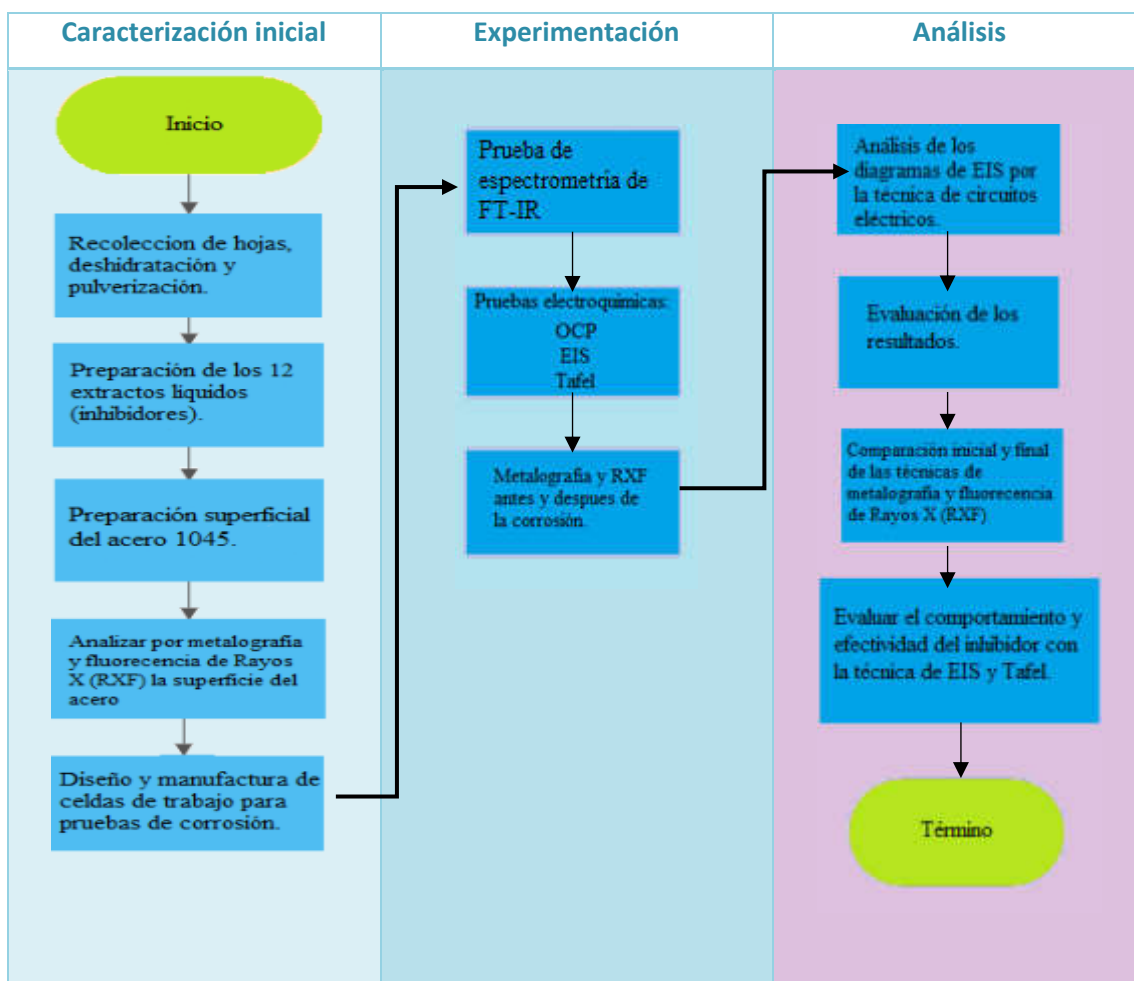 Caracterización inicial
Experimentación
Análisis
Inicio
Recoleccion de hojas,
deshidratación y
pulverización.
Preparación de los 12
extractos liquidos
(inhibidores).
Preparación superficial
del acero 1045.
Analizar por metalografia
y fluorecencia de Rayos
X (RXF) la superficie del
acero
Diseño y manufactura de
celdas de trabajo para
pruebas de corrosión.
Prueba de
espectrometria de
FT-IR
Pruebas electroquimicas:
OCP
EIS
Tafel
Metalografia y RXF
antes y despues de
la corrosión.
Análisis de los
diagramas de EIS por
la técnica de circuitos
eléctricos.
Evaluación de los
resultados.
Comparación inicial y final
de las técnicas de
metalografia y fluorecencia
de Rayos X (RXF)
Evaluar el comportamiento y
efectividad del inhibidor con
la técnica de EIS y Tafel.
Término